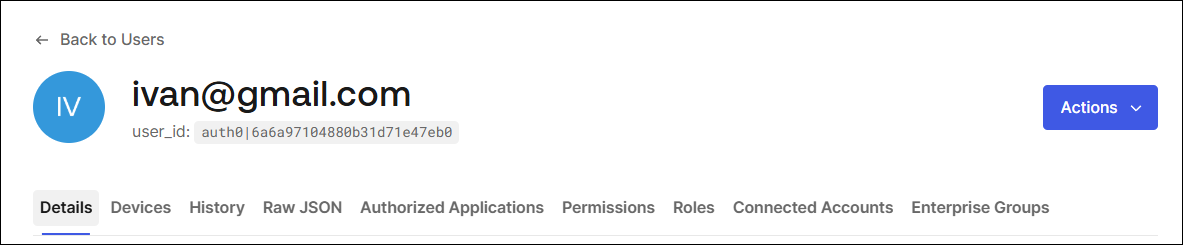 ← Back to Users
IV
ivan@gmail.com
Actions
user_id: auth0|6a6a97104880b31d71e47eb0
Details Devices History Raw JSON Authorized Applications Permissions Roles Connected Accounts Enterprise Groups